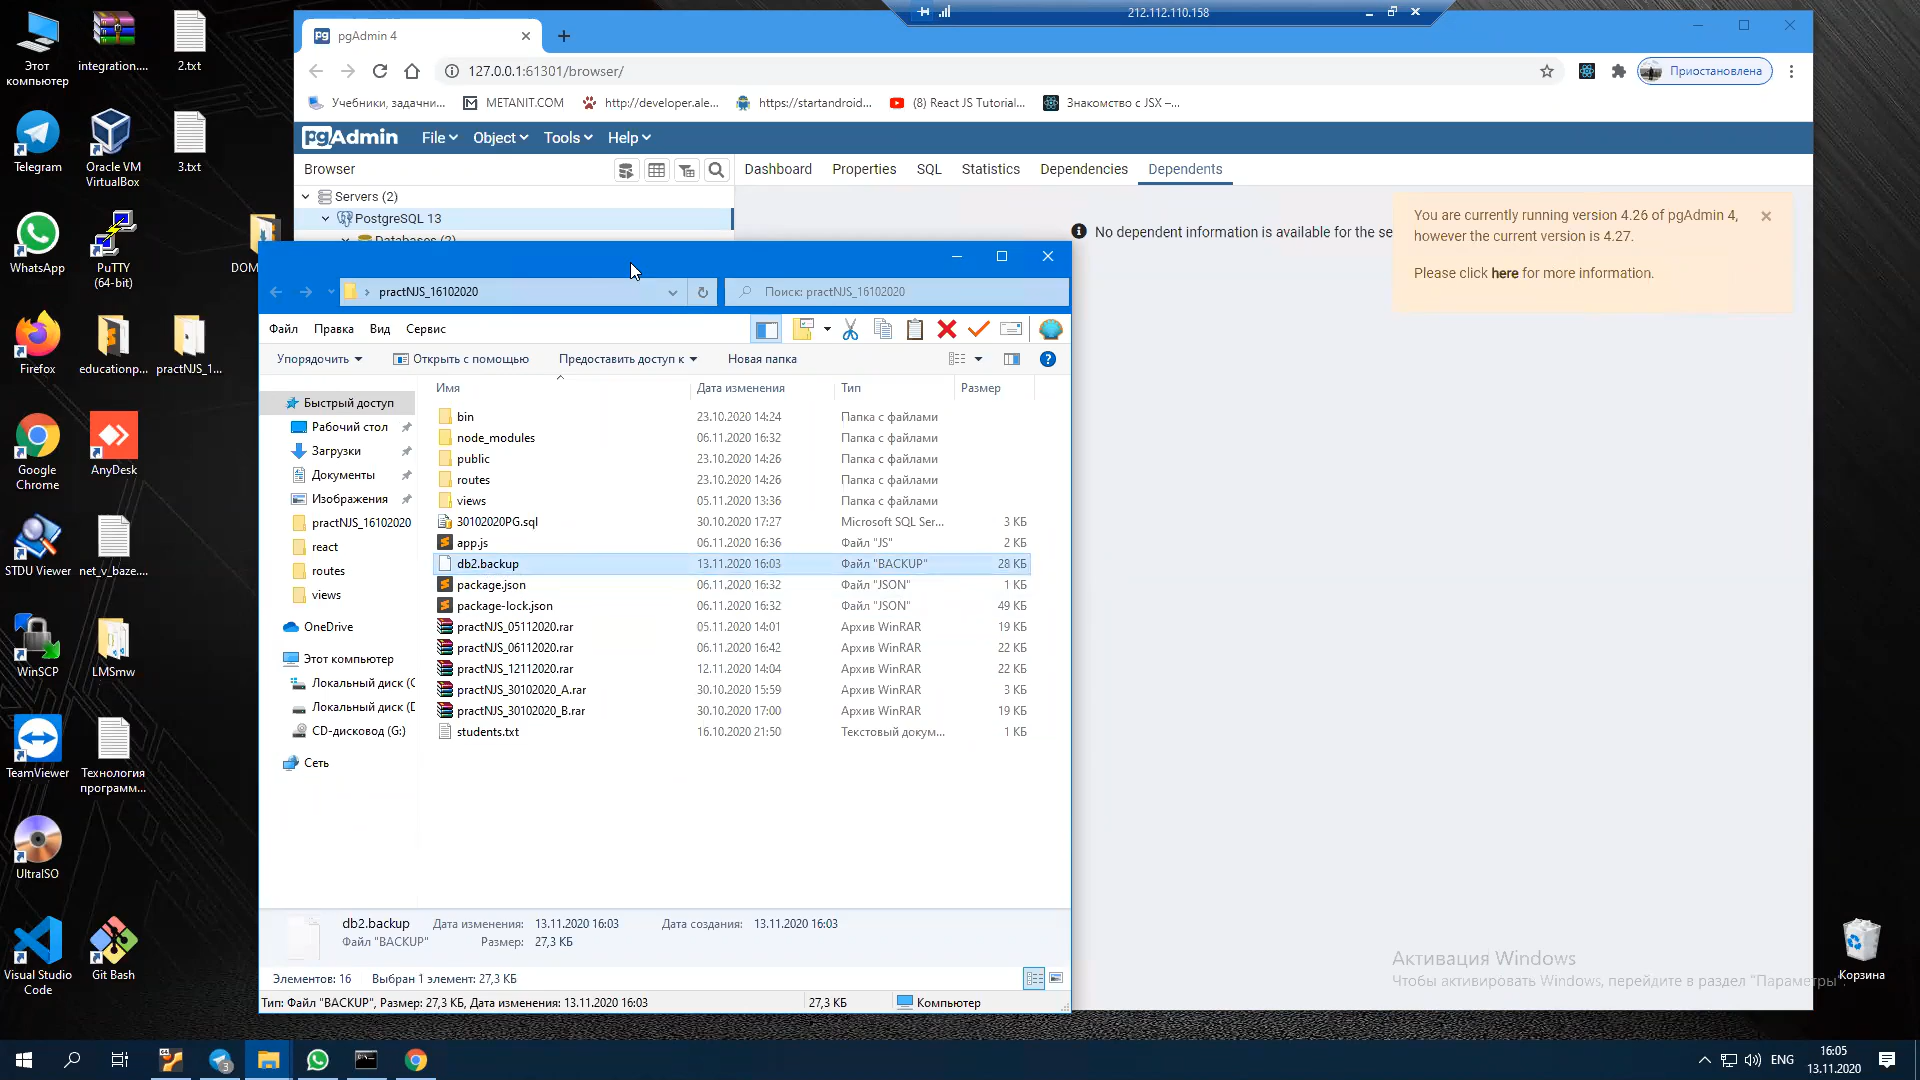 212.112.110.158
pgAdmin 4
127.0.0.1:61301/browser/
Приостановлена
Учебники, задачни...
METANIT.COM
http://developer.ale...
https://startandroid...
(8) React JS Tutorial...
Знакомство с JSX –...
pgAdmin
File
Object
Tools
Help
Browser
Dashboard
Properties
SQL
Statistics
Dependencies
Dependents
Servers (2)
PostgreSQL 13
No dependent information is available for the se
You are currently running version 4.26 of pgAdmin 4,
however the current version is 4.27.
Please click here for more information.
Этот
компьютер
integration....
2.txt
Telegram
Oracle VM
VirtualBox
3.txt
WhatsApp
PuTTY
(64-bit)
DOM
Firefox
educationp...
practNJS_1...
Google
Chrome
AnyDesk
STDU Viewer
net_v_baze....
WinSCP
LMSmw
TeamViewer
Технология
програмm...
UltraISO
Visual Studio
Code
Git Bash
Корзина
practNJS_16102020
Поиск: practNJS_16102020
Файл
Правка
Вид
Сервис
Упорядочить
Открыть с помощью
Предоставить доступ к
Новая папка
Имя
Дата изменения
Тип
Размер
Быстрый доступ
Рабочий стол
Загрузки
Документы
Изображения
practNJS_16102020
react
routes
views
OneDrive
Этот компьютер
Локальный диск (C
Локальный диск (D
CD-дисковод (G:)
Сеть
bin 23.10.2020 14:24 Папка с файлами
node_modules 06.11.2020 16:32 Папка с файлами
public 23.10.2020 14:26 Папка с файлами
routes 23.10.2020 14:26 Папка с файлами
views 05.11.2020 13:36 Папка с файлами
30102020PG.sql 30.10.2020 17:27 Microsoft SQL Ser... 3 КБ
app.js 06.11.2020 16:36 Файл "JS" 2 КБ
db2.backup 13.11.2020 16:03 Файл "BACKUP" 28 КБ
package.json 06.11.2020 16:32 Файл "JSON" 1 КБ
package-lock.json 06.11.2020 16:32 Файл "JSON" 49 КБ
practNJS_05112020.rar 05.11.2020 14:01 Архив WinRAR 19 КБ
practNJS_06112020.rar 06.11.2020 16:42 Архив WinRAR 22 КБ
practNJS_12112020.rar 12.11.2020 14:04 Архив WinRAR 22 КБ
practNJS_30102020_A.rar 30.10.2020 15:59 Архив WinRAR 3 КБ
practNJS_30102020_B.rar 30.10.2020 17:00 Архив WinRAR 19 КБ
students.txt 16.10.2020 21:50 Текстовый докум... 1 КБ
db2.backup Дата изменения: 13.11.2020 16:03 Дата создания: 13.11.2020 16:03
Файл "BACKUP" Размер: 27,3 КБ
Элементов: 16 Выбран 1 элемент: 27,3 КБ
Тип: Файл "BACKUP", Размер: 27,3 КБ, Дата изменения: 13.11.2020 16:03
27,3 КБ
Компьютер
Активация Windows
Чтобы активировать Windows, перейдите в раздел "Параметры".
3
ENG
16:05
13.11.2020